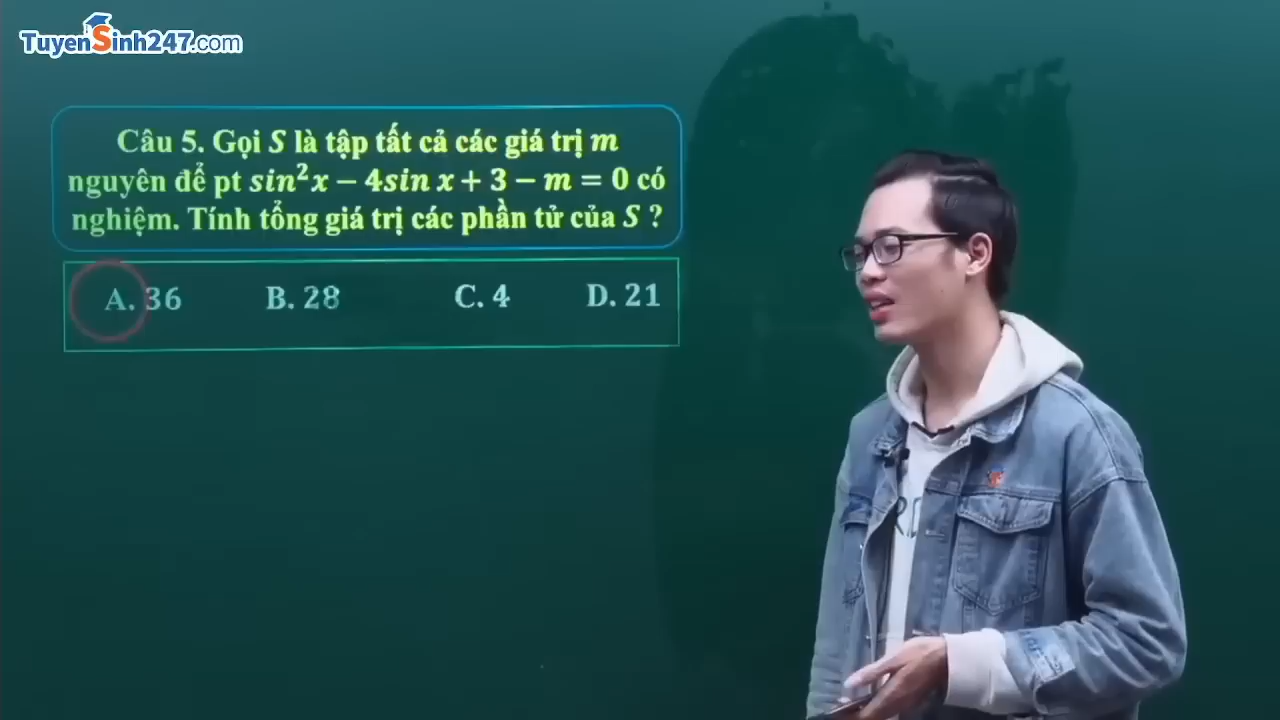 TuyenSinh247.com
Câu 5. Gọi S là tập tất cả các giá trị m
nguyên để pt sin²x − 4sin x + 3 − m = 0 có
nghiệm. Tính tổng giá trị các phần tử của S ?
A. 36 B. 28 C. 4 D. 21